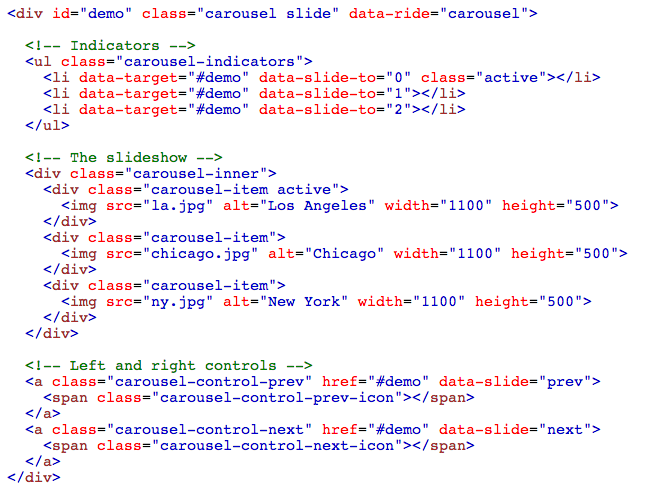 <div id="demo" class="carousel slide" data-ride="carousel">

  <!-- Indicators -->
  <ul class="carousel-indicators">
    <li data-target="#demo" data-slide-to="0" class="active"></li>
    <li data-target="#demo" data-slide-to="1"></li>
    <li data-target="#demo" data-slide-to="2"></li>
  </ul>

  <!-- The slideshow -->
  <div class="carousel-inner">
    <div class="carousel-item active">
      <img src="la.jpg" alt="Los Angeles" width="1100" height="500">
    </div>
    <div class="carousel-item">
      <img src="chicago.jpg" alt="Chicago" width="1100" height="500">
    </div>
    <div class="carousel-item">
      <img src="ny.jpg" alt="New York" width="1100" height="500">
    </div>
  </div>

  <!-- Left and right controls -->
  <a class="carousel-control-prev" href="#demo" data-slide="prev">
    <span class="carousel-control-prev-icon"></span>
  </a>
  <a class="carousel-control-next" href="#demo" data-slide="next">
    <span class="carousel-control-next-icon"></span>
  </a>
</div>